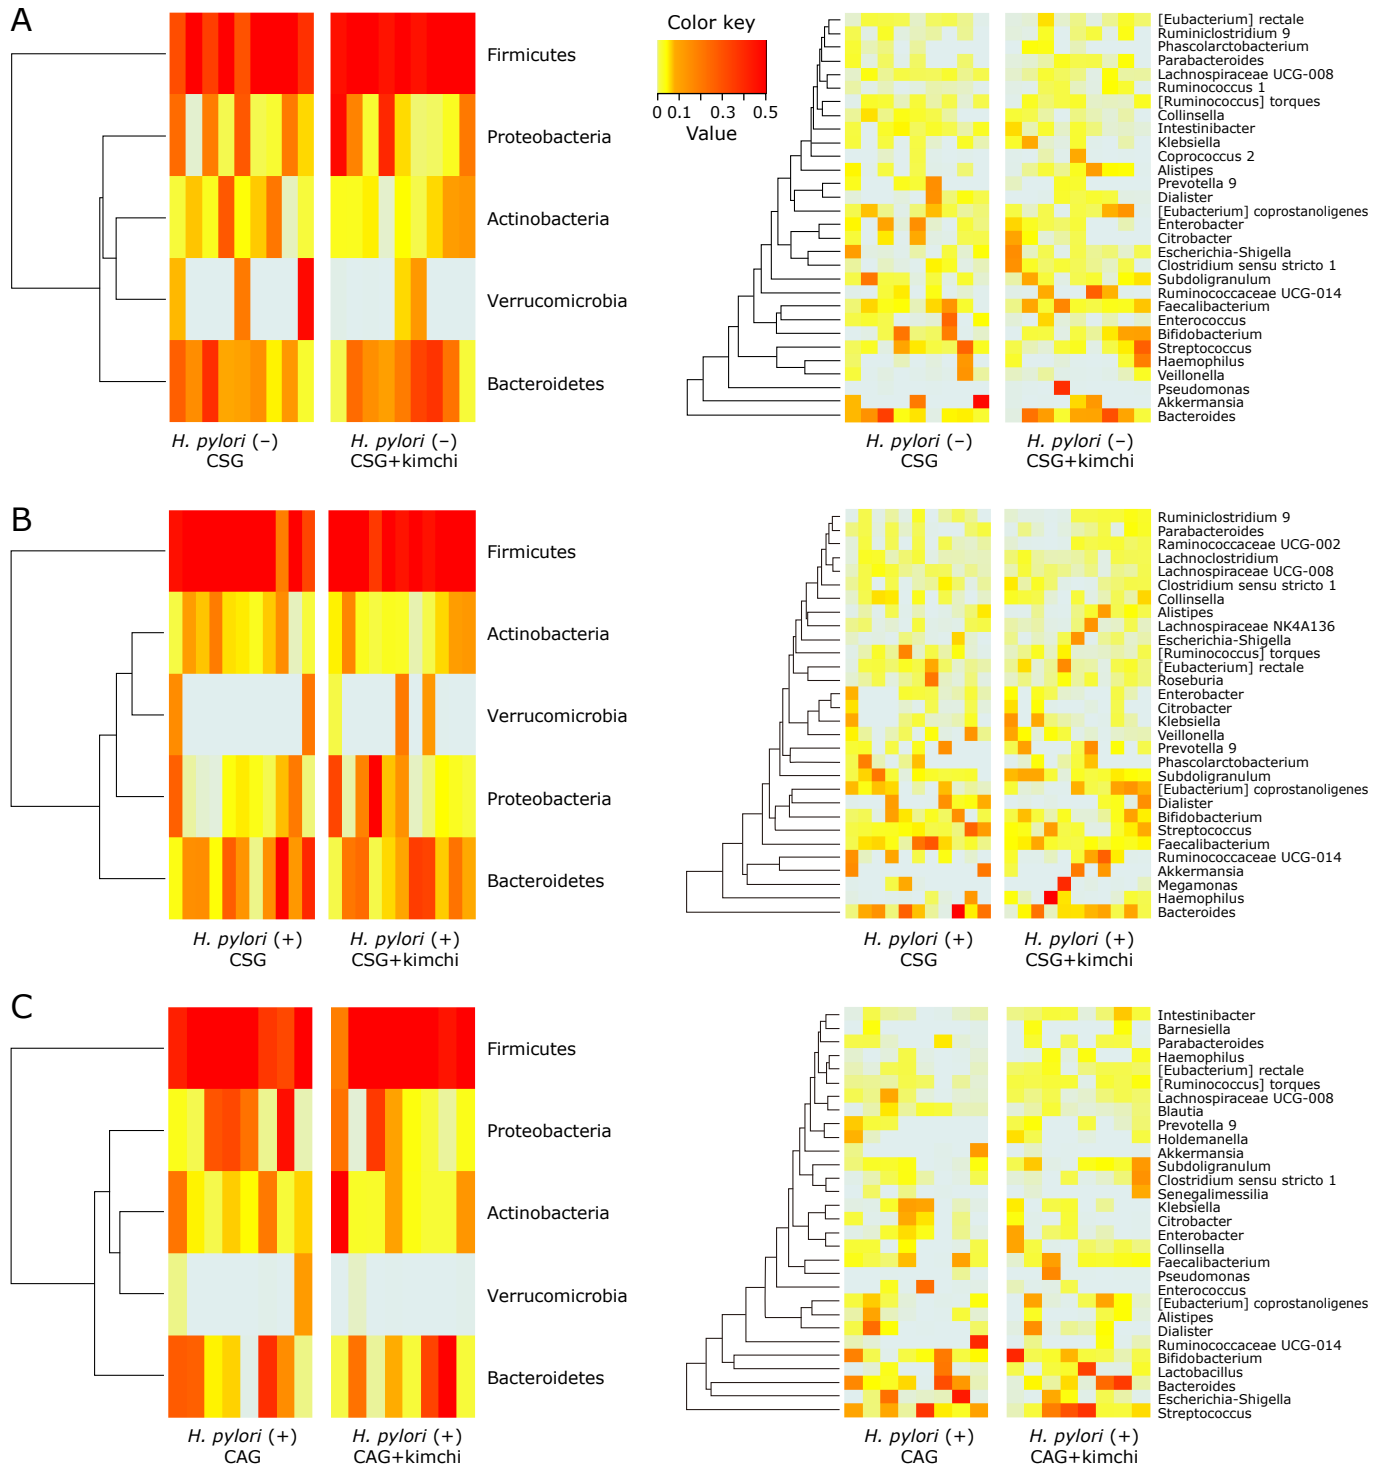 A
Firmicutes
Proteobacteria
Actinobacteria
Verrucomicrobia
Bacteroidetes
H. pylori (–)
CSG
H. pylori (–)
CSG+kimchi
Color key
0 0.1 0.3 0.5
Value
[Eubacterium] rectale
Ruminiclostridium 9
Phascolarctobacterium
Parabacteroides
Lachnospiraceae UCG-008
Ruminococcus 1
[Ruminococcus] torques
Collinsella
Intestinibacter
Klebsiella
Coprococcus 2
Alistipes
Prevotella 9
Dialister
[Eubacterium] coprostanoligenes
Enterobacter
Citrobacter
Escherichia-Shigella
Clostridium sensu stricto 1
Subdoligranulum
Ruminococcaceae UCG-014
Faecalibacterium
Enterococcus
Bifidobacterium
Streptococcus
Haemophilus
Veillonella
Pseudomonas
Akkermansia
Bacteroides
H. pylori (–)
CSG
H. pylori (–)
CSG+kimchi
B
Firmicutes
Actinobacteria
Verrucomicrobia
Proteobacteria
Bacteroidetes
H. pylori (+)
CSG
H. pylori (+)
CSG+kimchi
Ruminiclostridium 9
Parabacteroides
Raminococcaceae UCG-002
Lachnoclostridium
Lachnospiraceae UCG-008
Clostridium sensu stricto 1
Collinsella
Alistipes
Lachnospiraceae NK4A136
Escherichia-Shigella
[Ruminococcus] torques
[Eubacterium] rectale
Roseburia
Enterobacter
Citrobacter
Klebsiella
Veillonella
Prevotella 9
Phascolarctobacterium
Subdoligranulum
[Eubacterium] coprostanoligenes
Dialister
Bifidobacterium
Streptococcus
Faecalibacterium
Ruminococcaceae UCG-014
Akkermansia
Megamonas
Haemophilus
Bacteroides
H. pylori (+)
CSG
H. pylori (+)
CSG+kimchi
C
Firmicutes
Proteobacteria
Actinobacteria
Verrucomicrobia
Bacteroidetes
H. pylori (+)
CAG
H. pylori (+)
CAG+kimchi
Intestinibacter
Barnesiella
Parabacteroides
Haemophilus
[Eubacterium] rectale
[Ruminococcus] torques
Lachnospiraceae UCG-008
Blautia
Prevotella 9
Holdemanella
Akkermansia
Subdoligranulum
Clostridium sensu stricto 1
Senegalimessilia
Klebsiella
Citrobacter
Enterobacter
Collinsella
Faecalibacterium
Pseudomonas
Enterococcus
[Eubacterium] coprostanoligenes
Alistipes
Dialister
Ruminococcaceae UCG-014
Bifidobacterium
Lactobacillus
Bacteroides
Escherichia-Shigella
Streptococcus
H. pylori (+)
CAG
H. pylori (+)
CAG+kimchi